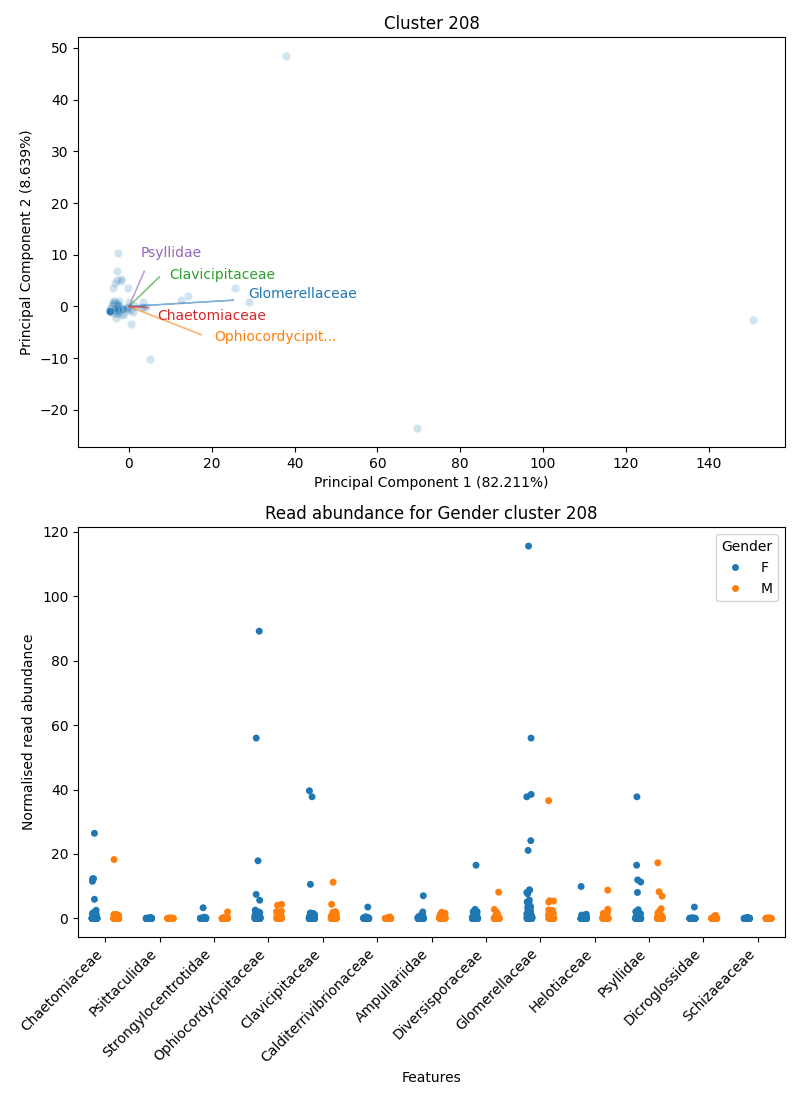 Cluster 208
50
40
30
20
10
0
−10
−20
Principal Component 2 (8.639%)
Psyllidae
Clavicipitaceae
Glomerellaceae
Chaetomiaceae
Ophiocordycipit...
0 20 40 60 80 100 120 140
Principal Component 1 (82.211%)
Read abundance for Gender cluster 208
120
100
80
60
40
20
0
Normalised read abundance
Gender
F
M
Chaetomiaceae
Psittaculidae
Strongylocentrotidae
Ophiocordycipitaceae
Clavicipitaceae
Calditerrivibrionaceae
Ampullariidae
Diversisporaceae
Glomerellaceae
Helotiaceae
Psyllidae
Dicroglossidae
Schizaeaceae
Features